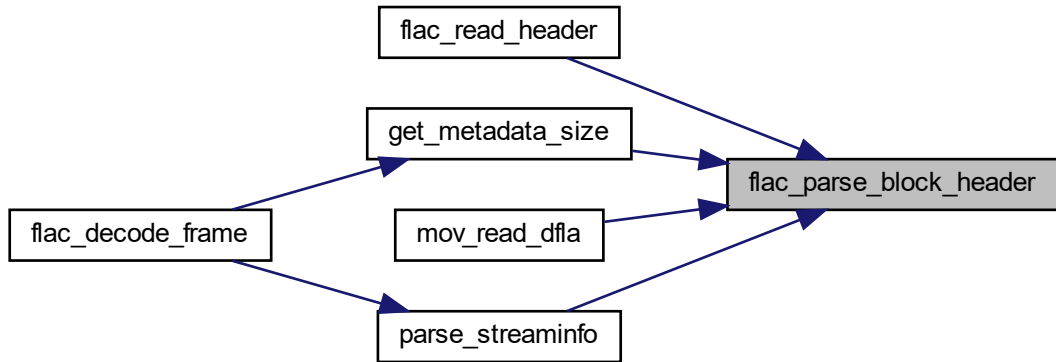 flac_read_header
get_metadata_size
flac_parse_block_header
flac_decode_frame
mov_read_dfla
parse_streaminfo